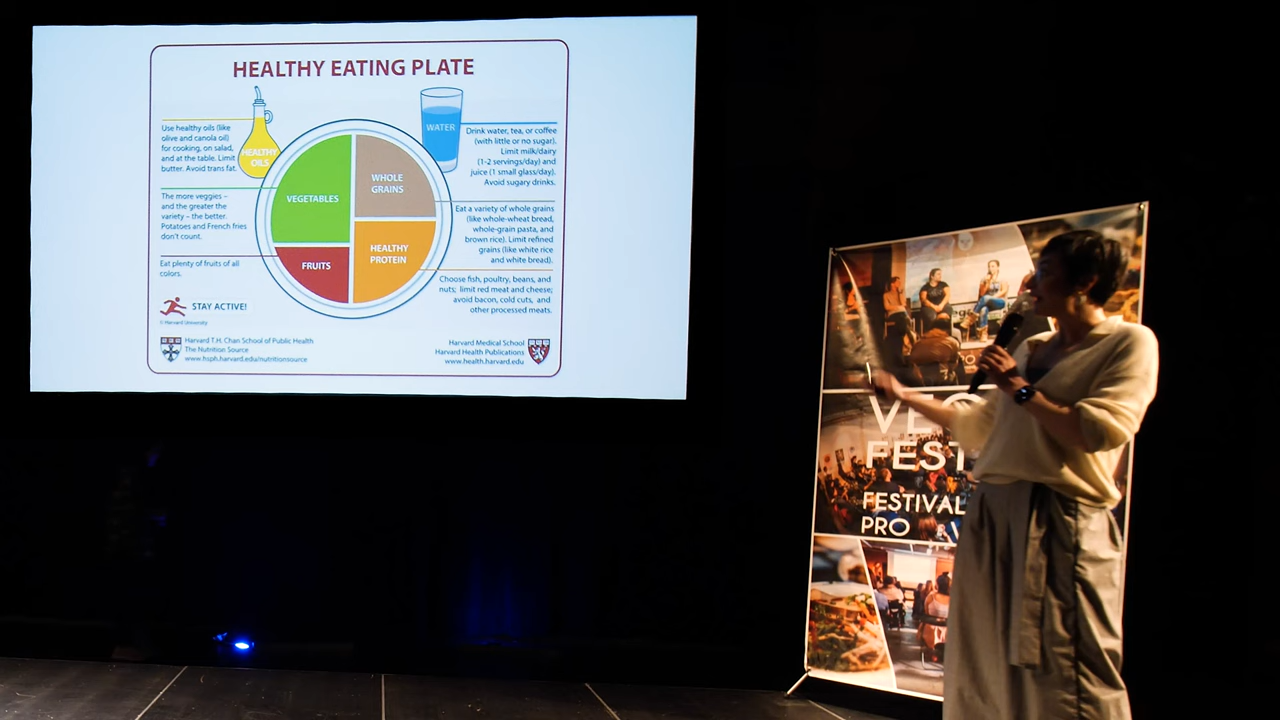 HEALTHY EATING PLATE
Use healthy oils (like
olive and canola oil)
for cooking, on salad,
and at the table. Limit
butter. Avoid trans fat.
HEALTHY
OILS
WATER
Drink water, tea, or coffee
(with little or no sugar).
Limit milk/dairy
(1-2 servings/day) and
juice (1 small glass/day).
Avoid sugary drinks.
The more veggies –
and the greater the
variety – the better.
Potatoes and French fries
don't count.
VEGETABLES
WHOLE
GRAINS
Eat a variety of whole grains
(like whole-wheat bread,
whole-grain pasta, and
brown rice). Limit refined
grains (like white rice
and white bread).
Eat plenty of fruits of all
colors.
FRUITS
HEALTHY
PROTEIN
Choose fish, poultry, beans, and
nuts; limit red meat and cheese;
avoid bacon, cold cuts, and
other processed meats.
STAY ACTIVE!
© Harvard University
Harvard T.H. Chan School of Public Health
The Nutrition Source
www.hsph.harvard.edu/nutritionsource
Harvard Medical School
Harvard Health Publications
www.health.harvard.edu
FEST
FESTIVAL
PRO